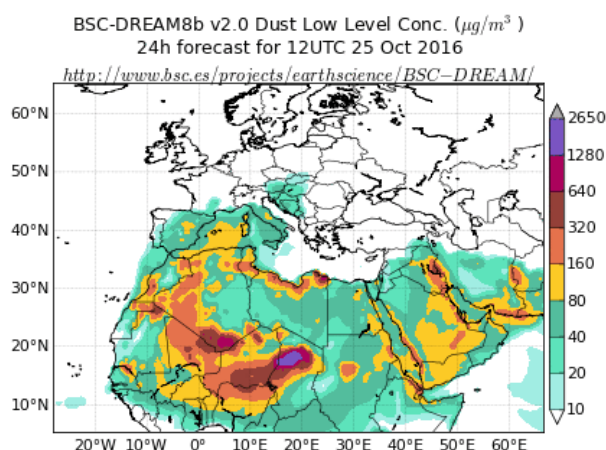 BSC-DREAM8b v2.0 Dust Low Level Conc. (μg/m³ )
24h forecast for 12UTC 25 Oct 2016
http://www.bsc.es/projects/earthscience/BSC−DREAM/
60°N
50°N
40°N
30°N
20°N
10°N
20°W 10°W 0° 10°E 20°E 30°E 40°E 50°E 60°E
2650
1280
640
320
160
80
40
20
10